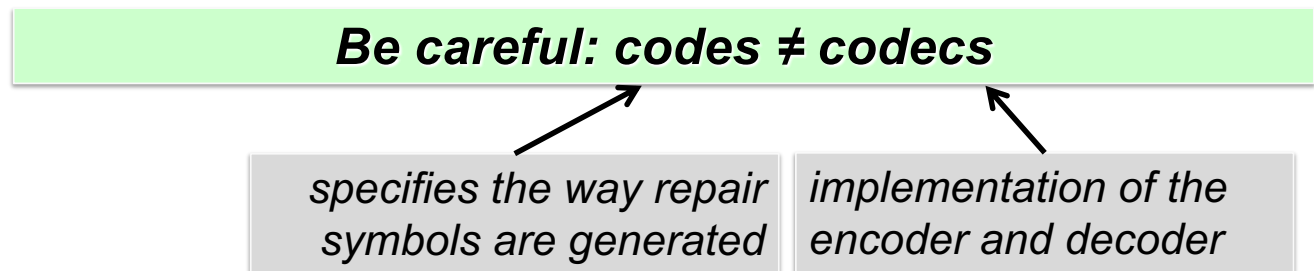 Be careful: codes ≠ codecs
specifies the way repair
symbols are generated
implementation of the
encoder and decoder